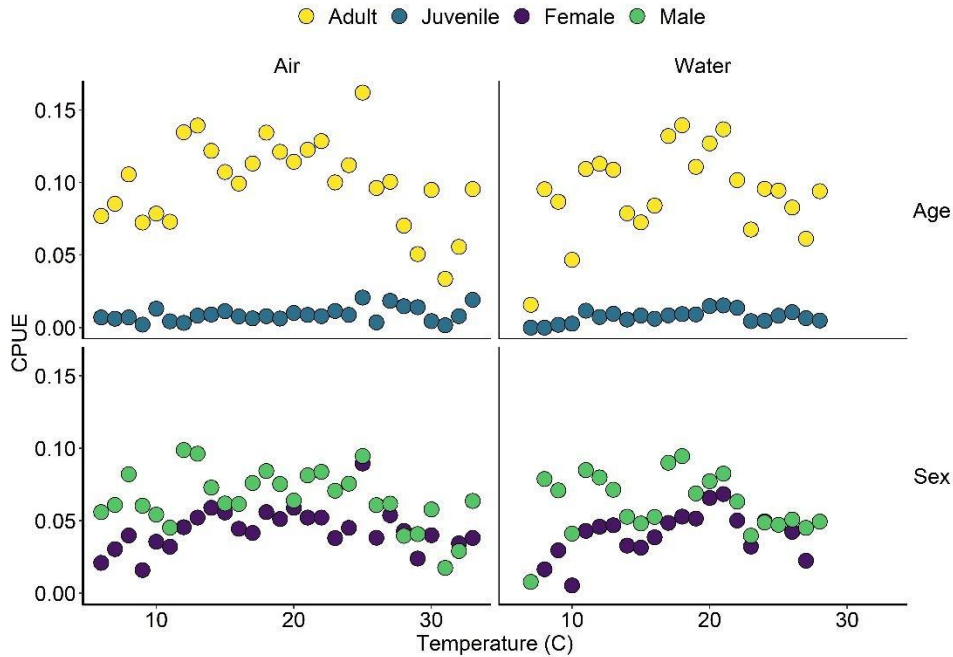 Adult Juvenile Female Male
Air Water
0.15
0.10
0.05
0.00
Age
CPUE
0.15
0.10
0.05
0.00
Sex
10 20 30 10 20 30
Temperature (C)